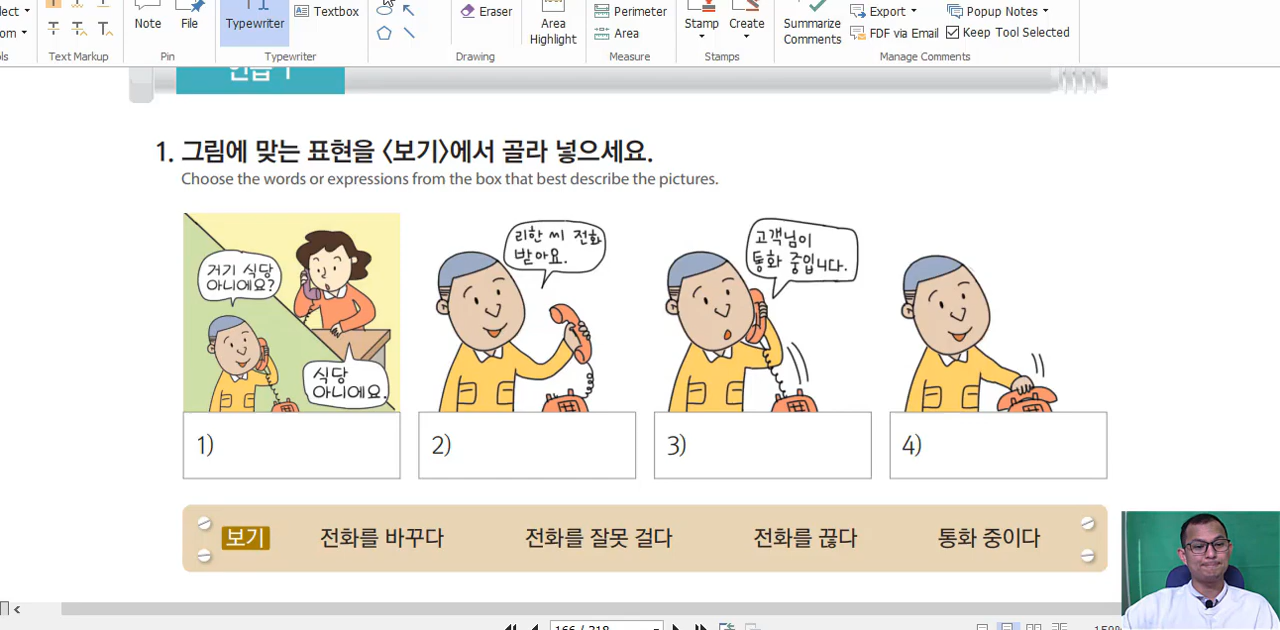 Note File Typewriter Textbox Eraser Area Highlight Perimeter Area Stamp Create Summarize Comments Export FDF via Email Popup Notes Keep Tool Selected
Text Markup Pin Typewriter Drawing Measure Stamps Manage Comments
1. 그림에 맞는 표현을 〈보기〉에서 골라 넣으세요.
Choose the words or expressions from the box that best describe the pictures.
거기 식당
아니에요?
식당
아니에요.
리한 씨 전화
받아요.
고객님이
통화 중입니다.
1) 2) 3) 4)
보기 전화를 바꾸다 전화를 잘못 걸다 전화를 끊다 통화 중이다
166 / 218